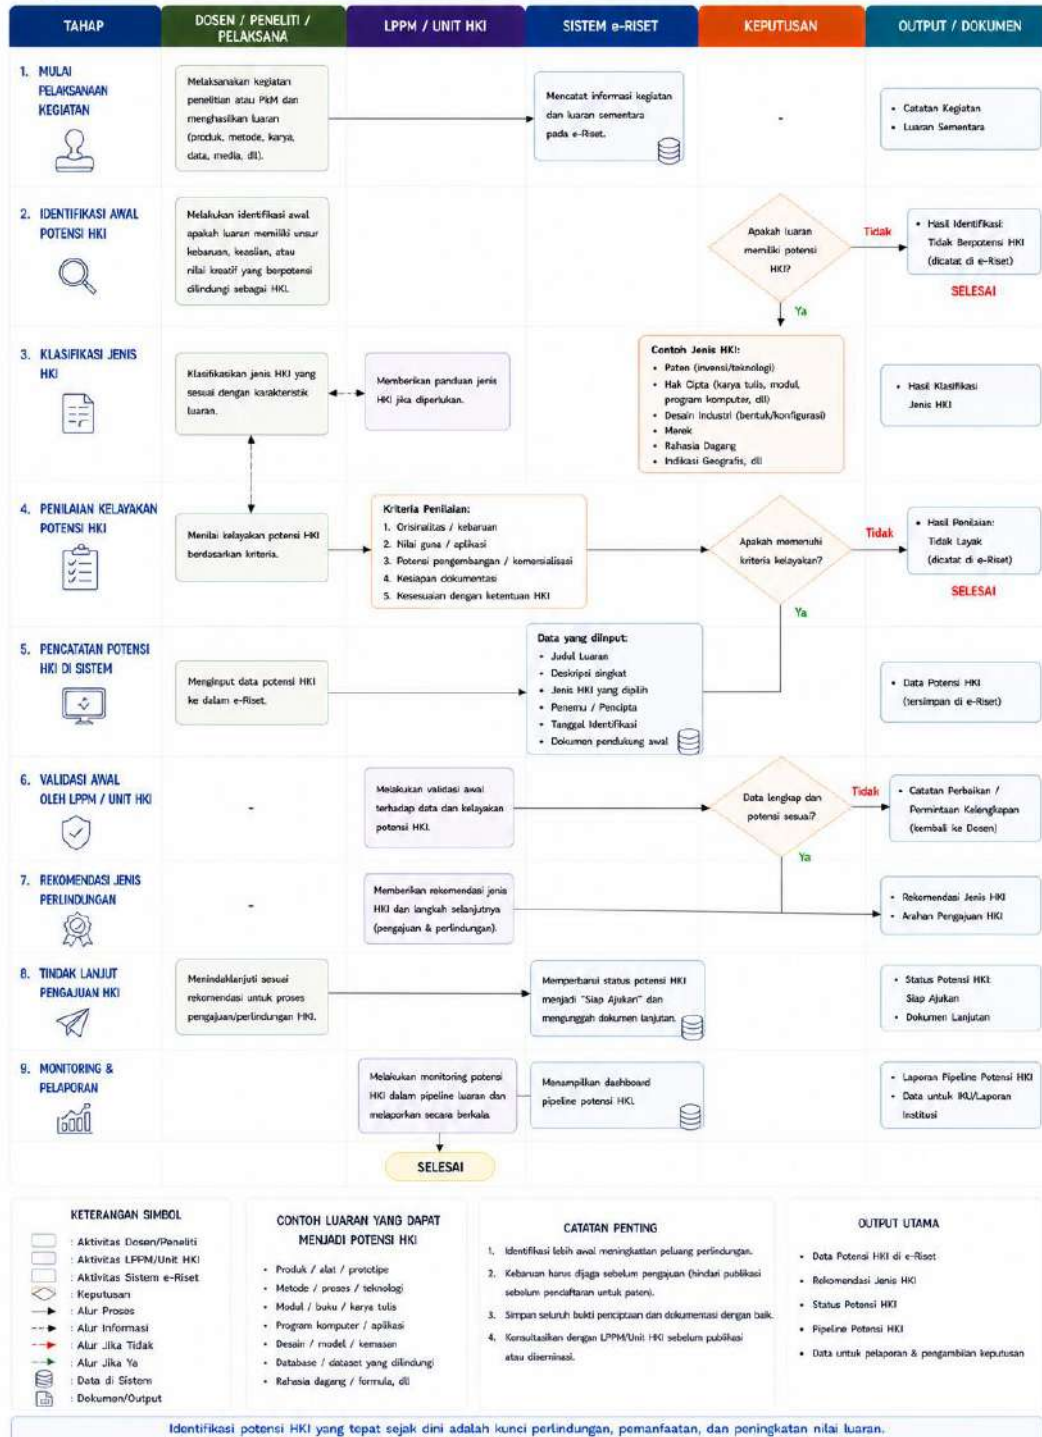 TAHAP
DOSEN / PENELITI /
PELAKSANA
LPPM / UNIT HKI
SISTEM e-RISET
KEPUTUSAN
OUTPUT / DOKUMEN
1. MULAI
PELAKSANAAN
KEGIATAN
Melaksanakan kegiatan
penelitian atau PkM dan
menghasilkan luaran
(produk, metode, karya,
data, media, dll).
Mencatat informasi kegiatan
dan luaran sementara
pada e-Riset.
-
• Catatan Kegiatan
• Luaran Sementara
2. IDENTIFIKASI AWAL
POTENSI HKI
Melakukan identifikasi awal
apakah luaran memiliki unsur
kebaruan, keaslian, atau
nilai kreatif yang berpotensi
dilindungi sebagai HKI.
Apakah luaran
memiliki potensi
HKI?
Tidak
Ya
• Hasil Identifikasi:
Tidak Berpotensi HKI
(dicatat di e-Riset)
SELESAI
3. KLASIFIKASI JENIS
HKI
Klasifikasikan jenis HKI yang
sesuai dengan karakteristik
luaran.
Memberikan panduan jenis
HKI jika diperlukan.
Contoh Jenis HKI:
• Paten (invensi/teknologi)
• Hak Cipta (karya tulis, modul,
program komputer, dll)
• Desain Industri (bentuk/konfigurasi)
• Merek
• Rahasia Dagang
• Indikasi Geografis, dll
• Hasil Klasifikasi
Jenis HKI
4. PENILAIAN KELAYAKAN
POTENSI HKI
Menilai kelayakan potensi HKI
berdasarkan kriteria.
Kriteria Penilaian:
1. Orisinalitas / kebaruan
2. Nilai guna / aplikasi
3. Potensi pengembangan / komersialisasi
4. Kesiapan dokumentasi
5. Kesesuaian dengan ketentuan HKI
Apakah memenuhi
kriteria kelayakan?
Tidak
Ya
• Hasil Penilaian:
Tidak Layak
(dicatat di e-Riset)
SELESAI
5. PENCATATAN POTENSI
HKI DI SISTEM
Menginput data potensi HKI
ke dalam e-Riset.
Data yang diinput:
• Judul Luaran
• Deskripsi singkat
• Jenis HKI yang dipilih
• Penemu / Pencipta
• Tanggal Identifikasi
• Dokumen pendukung awal
• Data Potensi HKI
(tersimpan di e-Riset)
6. VALIDASI AWAL
OLEH LPPM / UNIT HKI
-
Melakukan validasi awal
terhadap data dan kelayakan
potensi HKI.
Data lengkap dan
potensi sesuai?
Tidak
Ya
• Catatan Perbaikan /
Permintaan Kelengkapan
(kembali ke Dosen)
7. REKOMENDASI JENIS
PERLINDUNGAN
-
Memberikan rekomendasi jenis
HKI dan langkah selanjutnya
(pengajuan & perlindungan).
• Rekomendasi Jenis HKI
• Arahan Pengajuan HKI
8. TINDAK LANJUT
PENGAJUAN HKI
Menindaklanjuti sesuai
rekomendasi untuk proses
pengajuan/perlindungan HKI.
Memperbarui status potensi HKI
menjadi "Siap Ajukan" dan
mengunggah dokumen lanjutan.
• Status Potensi HKI:
Siap Ajukan
• Dokumen Lanjutan
9. MONITORING &
PELAPORAN
Melakukan monitoring potensi
HKI dalam pipeline luaran dan
melaporkan secara berkala.
Menampilkan dashboard
pipeline potensi HKI.
• Laporan Pipeline Potensi HKI
• Data untuk IKU/Laporan
Institusi
SELESAI
KETERANGAN SIMBOL
: Aktivitas Dosen/Peneliti
: Aktivitas LPPM/Unit HKI
: Aktivitas Sistem e-Riset
: Keputusan
: Alur Proses
: Alur Informasi
: Alur Jika Tidak
: Alur Jika Ya
: Data di Sistem
: Dokumen/Output
CONTOH LUARAN YANG DAPAT
MENJADI POTENSI HKI
• Produk / alat / prototipe
• Metode / proses / teknologi
• Modul / buku / karya tulis
• Program komputer / aplikasi
• Desain / model / kemasan
• Database / dataset yang dilindungi
• Rahasia dagang / formula, dll
CATATAN PENTING
1. Identifikasi lebih awal meningkatkan peluang perlindungan.
2. Kebaruan harus dijaga sebelum pengajuan (hindari publikasi
sebelum pendaftaran untuk paten).
3. Simpan seluruh bukti penciptaan dan dokumentasi dengan baik.
4. Konsultasikan dengan LPPM/Unit HKI sebelum publikasi
atau diseminasi.
OUTPUT UTAMA
• Data Potensi HKI di e-Riset
• Rekomendasi Jenis HKI
• Status Potensi HKI
• Pipeline Potensi HKI
• Data untuk pelaporan & pengambilan keputusan
Identifikasi potensi HKI yang tepat sejak dini adalah kunci perlindungan, pemanfaatan, dan peningkatan nilai luaran.